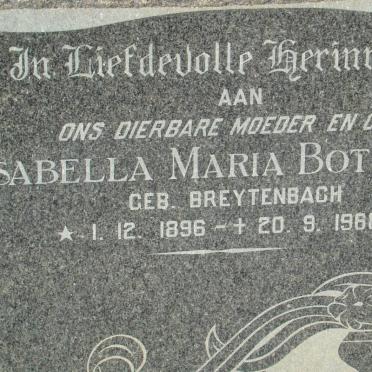 In Liefdevolle Herinn
AAN
ONS DIERBARE MOEDER EN
SABELLA MARIA BOT
GEB. BREYTENBACH
★ 1. 12. 1896 – + 20. 9. 196